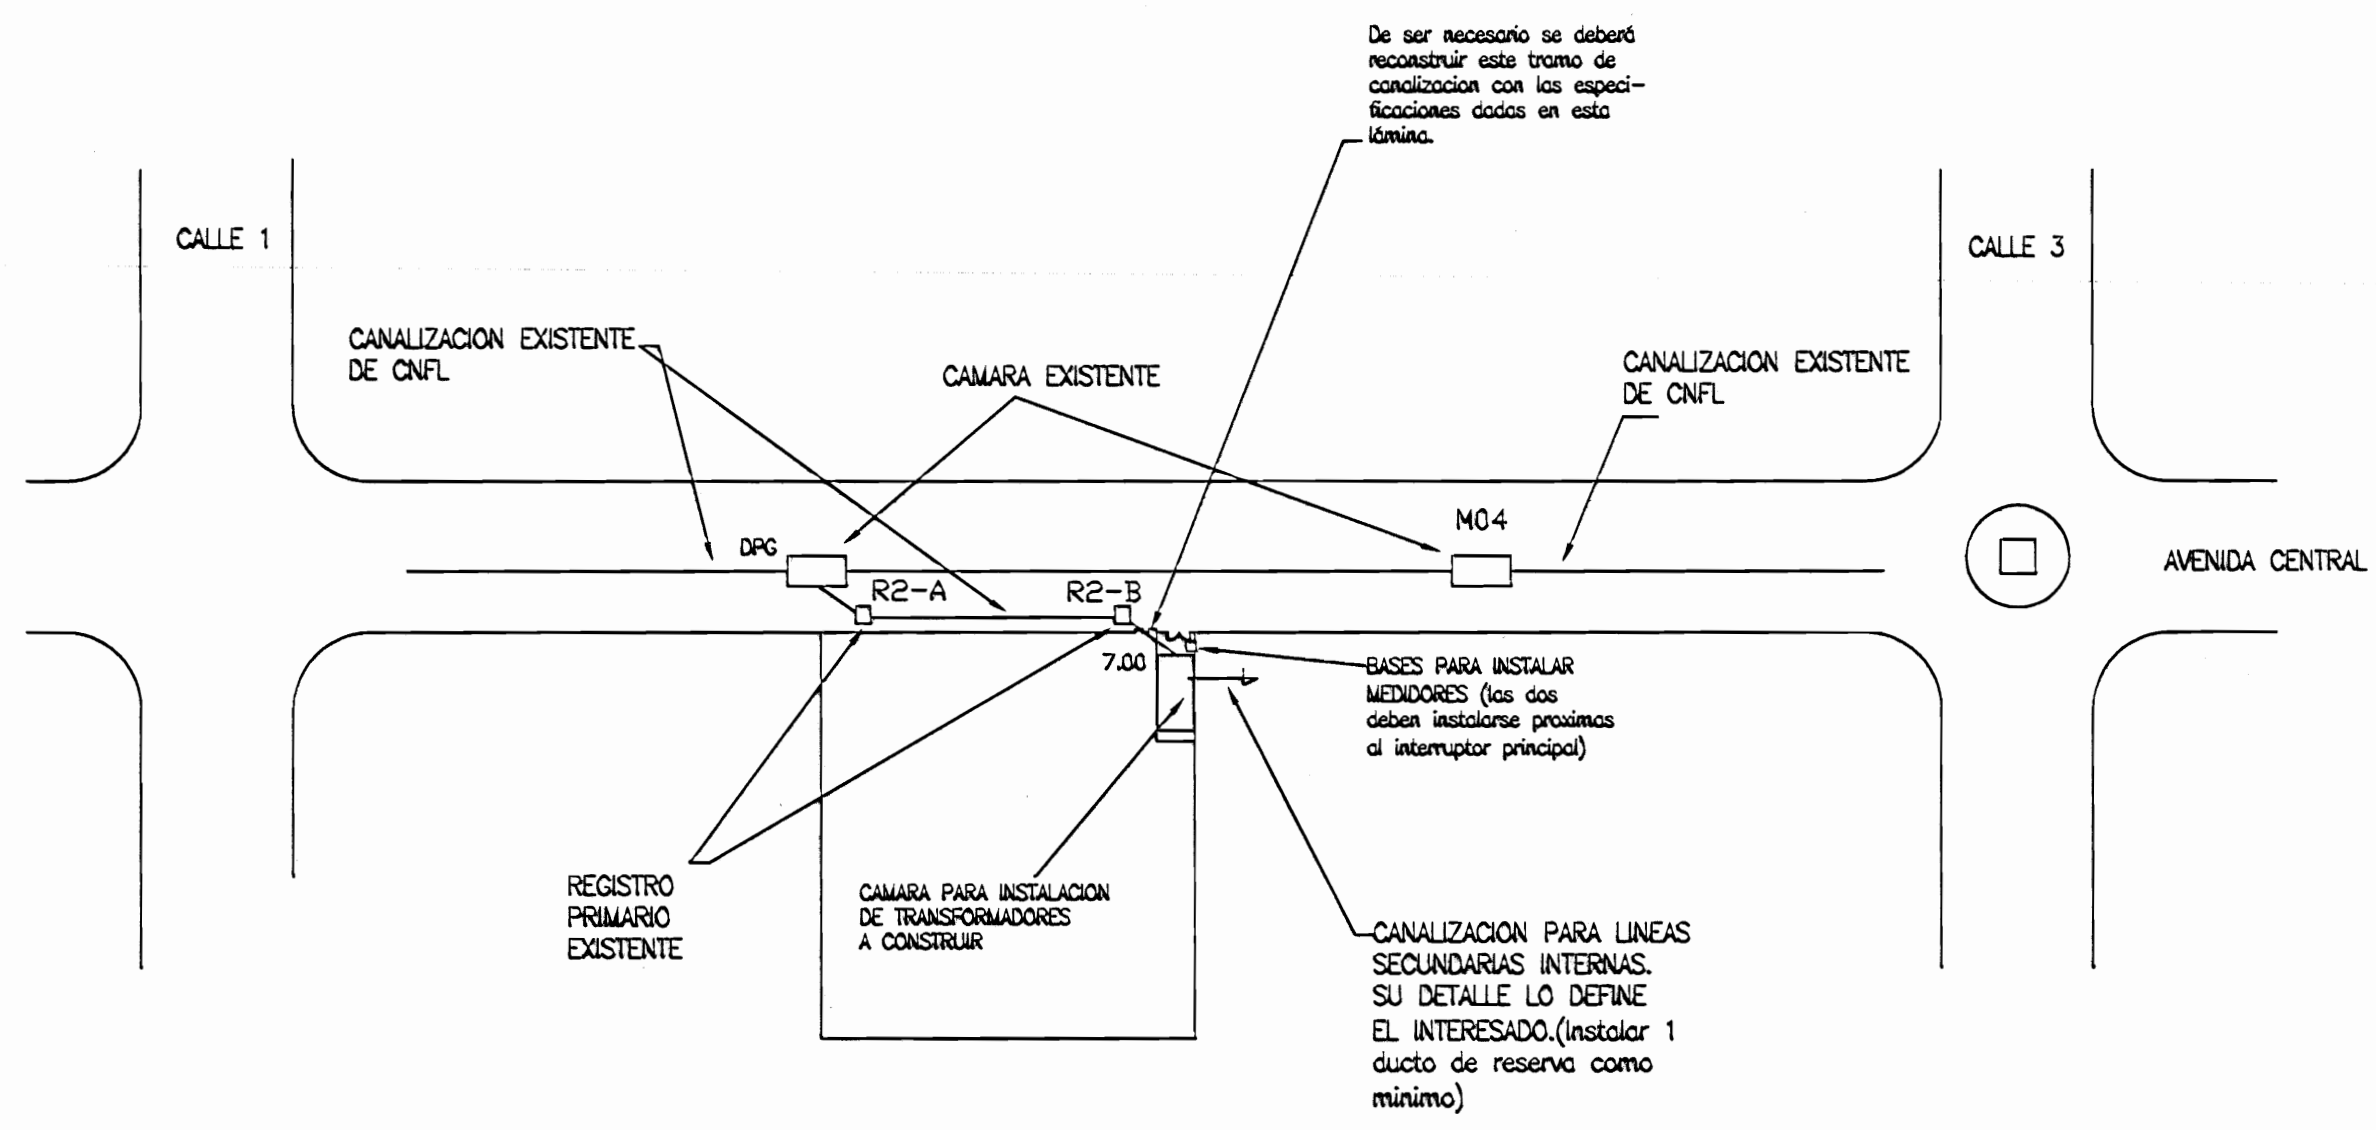 De ser necesario se deberá
reconstruir este tramo de
canalizacion con las especi-
ficaciones dadas en esta
lámina.
CALLE 1
CALLE 3
CANALIZACION EXISTENTE
DE CNFL
CAMARA EXISTENTE
CANALIZACION EXISTENTE
DE CNFL
M04
DPG
AVENIDA CENTRAL
R2-A
R2-B
7.00
BASES PARA INSTALAR
MEDIDORES (las dos
deben instalarse proximas
al interruptor principal)
REGISTRO
PRIMARIO
EXISTENTE
CAMARA PARA INSTALACION
DE TRANSFORMADORES
A CONSTRUIR
CANALIZACION PARA LINEAS
SECUNDARIAS INTERNAS.
SU DETALLE LO DEFINE
EL INTERESADO.(Instalar 1
ducto de reserva como
minimo)